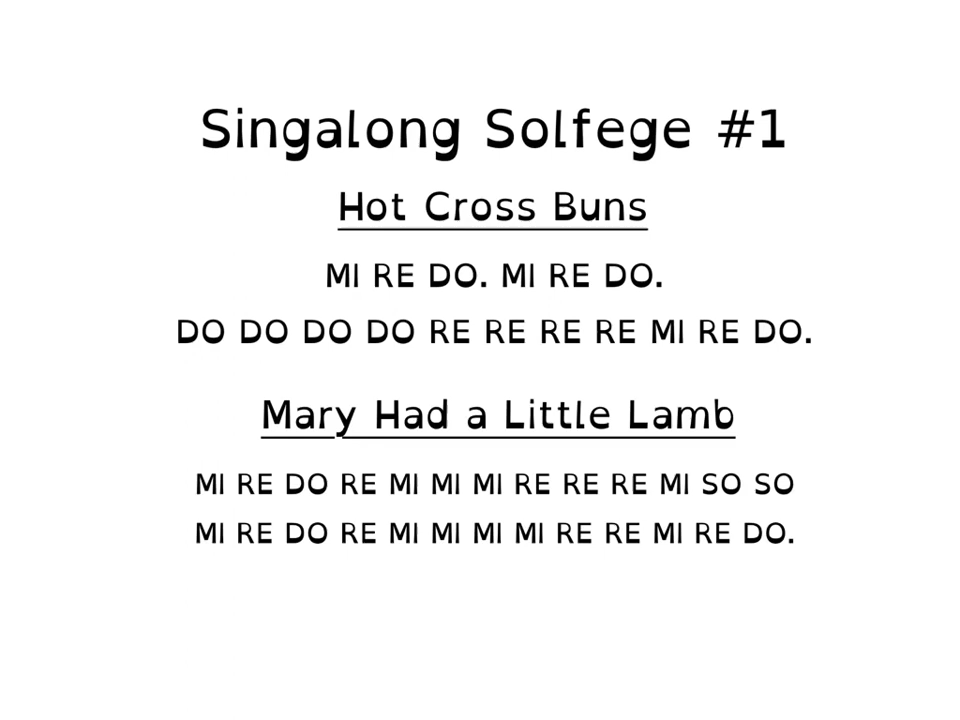 Singalong Solfege #1
Hot Cross Buns
MI RE DO. MI RE DO.
DO DO DO DO RE RE RE RE MI RE DO.
Mary Had a Little Lamb
MI RE DO RE MI MI MI RE RE RE MI SO SO
MI RE DO RE MI MI MI MI RE RE MI RE DO.